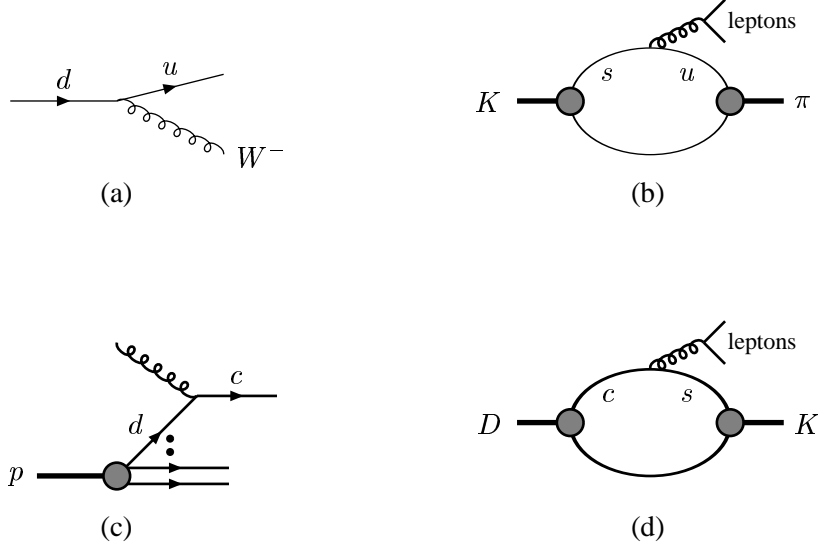 d u W⁻
(a)
leptons
K s u π
(b)
c
d
p
(c)
leptons
D c s K
(d)